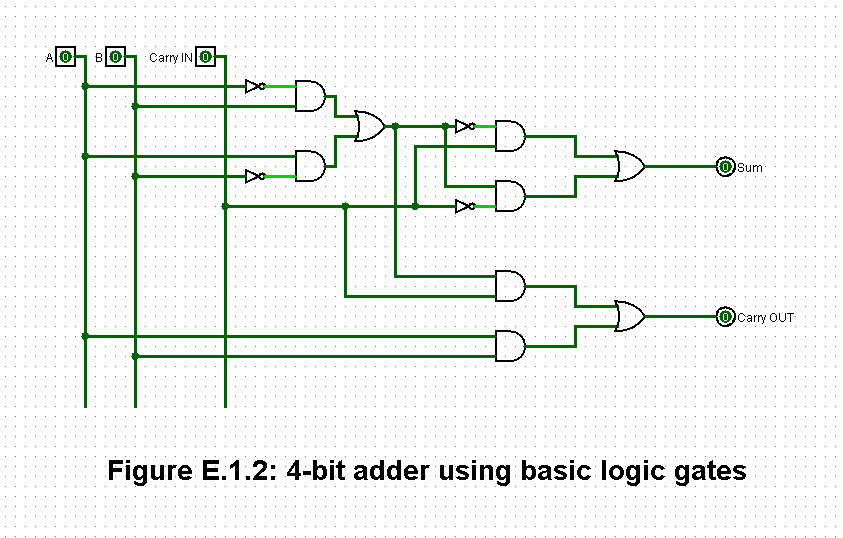 A 0 B 0 Carry IN 0
0 Sum
0 Carry OUT
Figure E.1.2: 4-bit adder using basic logic gates